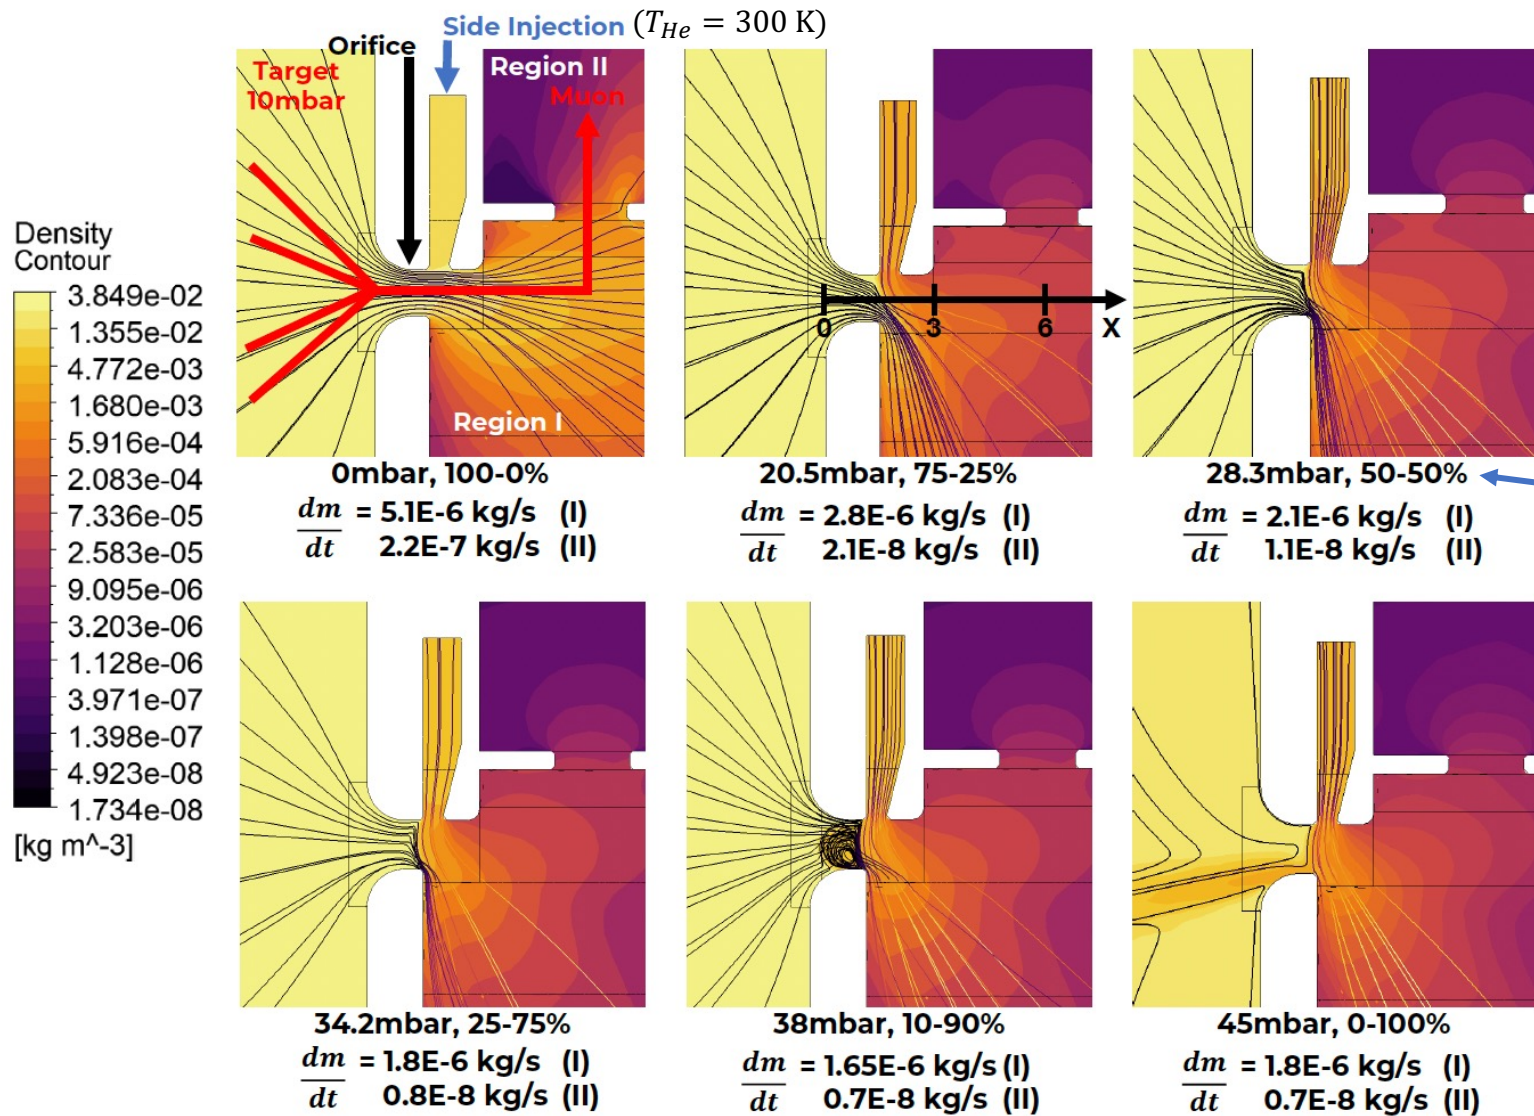 Side Injection (T_He = 300 K)
Orifice
Target
10mbar
Region II
Muon
Region I
0 3 6 X
Density
Contour
3.849e-02
1.355e-02
4.772e-03
1.680e-03
5.916e-04
2.083e-04
7.336e-05
2.583e-05
9.095e-06
3.203e-06
1.128e-06
3.971e-07
1.398e-07
4.923e-08
1.734e-08
[kg m^-3]
0mbar, 100-0%
dm/dt = 5.1E-6 kg/s (I)
2.2E-7 kg/s (II)
20.5mbar, 75-25%
dm/dt = 2.8E-6 kg/s (I)
2.1E-8 kg/s (II)
28.3mbar, 50-50%
dm/dt = 2.1E-6 kg/s (I)
1.1E-8 kg/s (II)
34.2mbar, 25-75%
dm/dt = 1.8E-6 kg/s (I)
0.8E-8 kg/s (II)
38mbar, 10-90%
dm/dt = 1.65E-6 kg/s (I)
0.7E-8 kg/s (II)
45mbar, 0-100%
dm/dt = 1.8E-6 kg/s (I)
0.7E-8 kg/s (II)